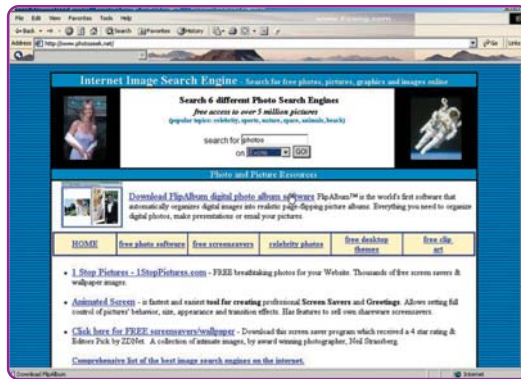 File Edit View Favorites Tools Help
Back Search Favorites History
Address http://www.photoseek.net/ Go Links
Internet Image Search Engine - Search for free photos, pictures, graphics and images online
Search 6 different Photo Search Engines
free access to over 5 million pictures
(popular topics: celebrity, sports, nature, space, animals, beach)
search for photos
on GO!
Photo and Picture Resources
Download FlipAlbum digital photo album software FlipAlbum™ is the world's first software that
automatically organizes digital images into realistic page-flipping picture albums. Everything you need to organize
digital photos, make presentations or email your pictures.
HOME free photo software free screensavers celebrity photos free desktop themes free clip art
• 1 Stop Pictures - 1StopPictures.com - FREE breathtaking photos for your Website. Thousands of free screen savers &
wallpaper images.
• Animated Screen - is fastest and easiest tool for creating professional Screen Savers and Greetings. Allows setting full
control of pictures' behavior, size, appearance and transition effects. Has features to sell own shareware screensavers.
• Click here for FREE screensavers/wallpaper - Download this screen saver program which received a 4 star rating &
Editors Pick by ZDNet. A collection of intimate images, by award winning photographer, Neil
Comprehensive list of the best image search engines on the internet.
Download FlipAlbum Internet